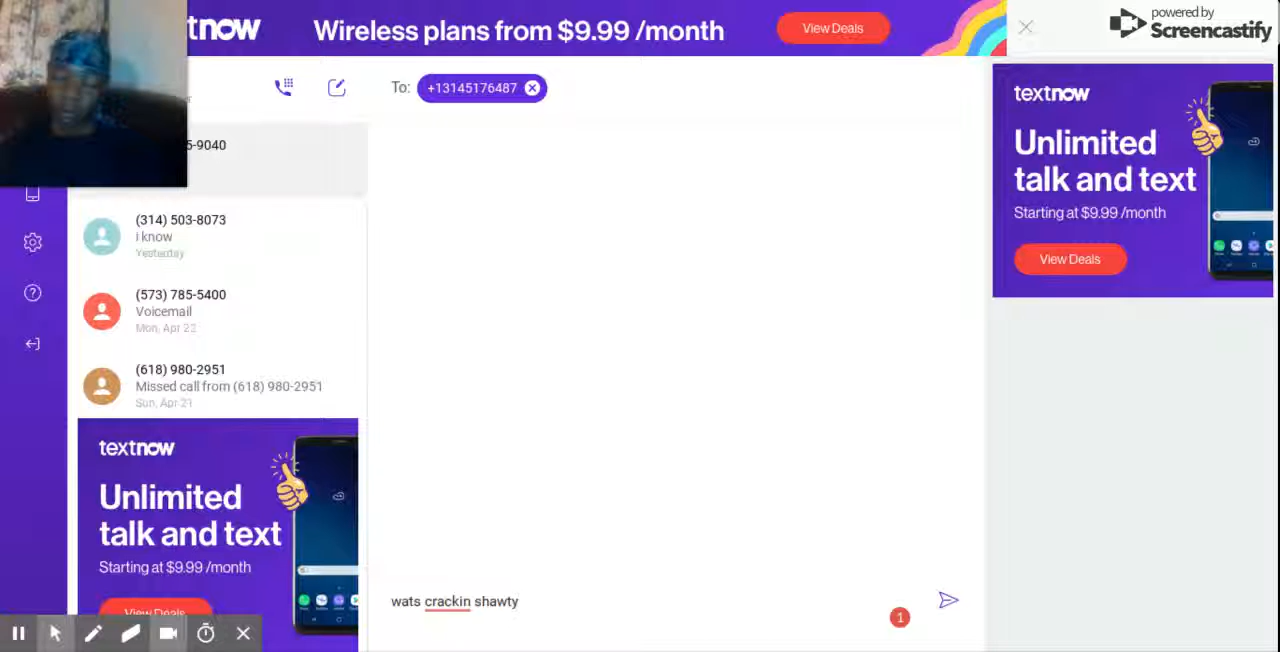 tnow
Wireless plans from $9.99 /month
View Deals
powered by
Screencastify
To: +13145176487
5-9040
(314) 503-8073
i know
Yesterday
(573) 785-5400
Voicemail
Mon, Apr 22
(618) 980-2951
Missed call from (618) 980-2951
Sun, Apr 21
textnow
Unlimited
talk and text
Starting at $9.99 /month
View Deals
wats crackin shawty
1
textnow
Unlimited
talk and text
Starting at $9.99 /month
View Deals